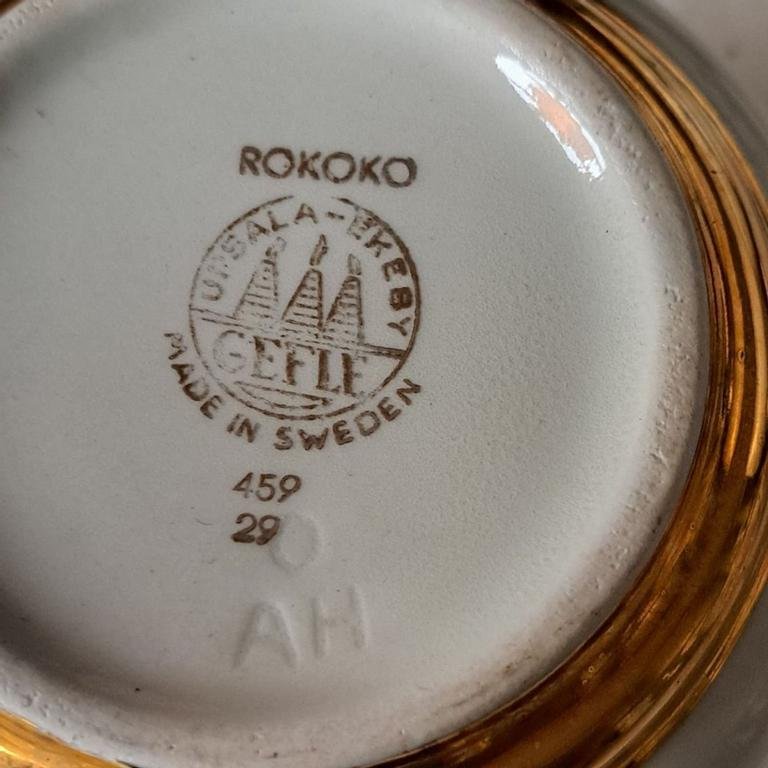 ROKOKO
UPSALA-EKEBY
GEFLE
MADE IN SWEDEN
459
29
O
AH